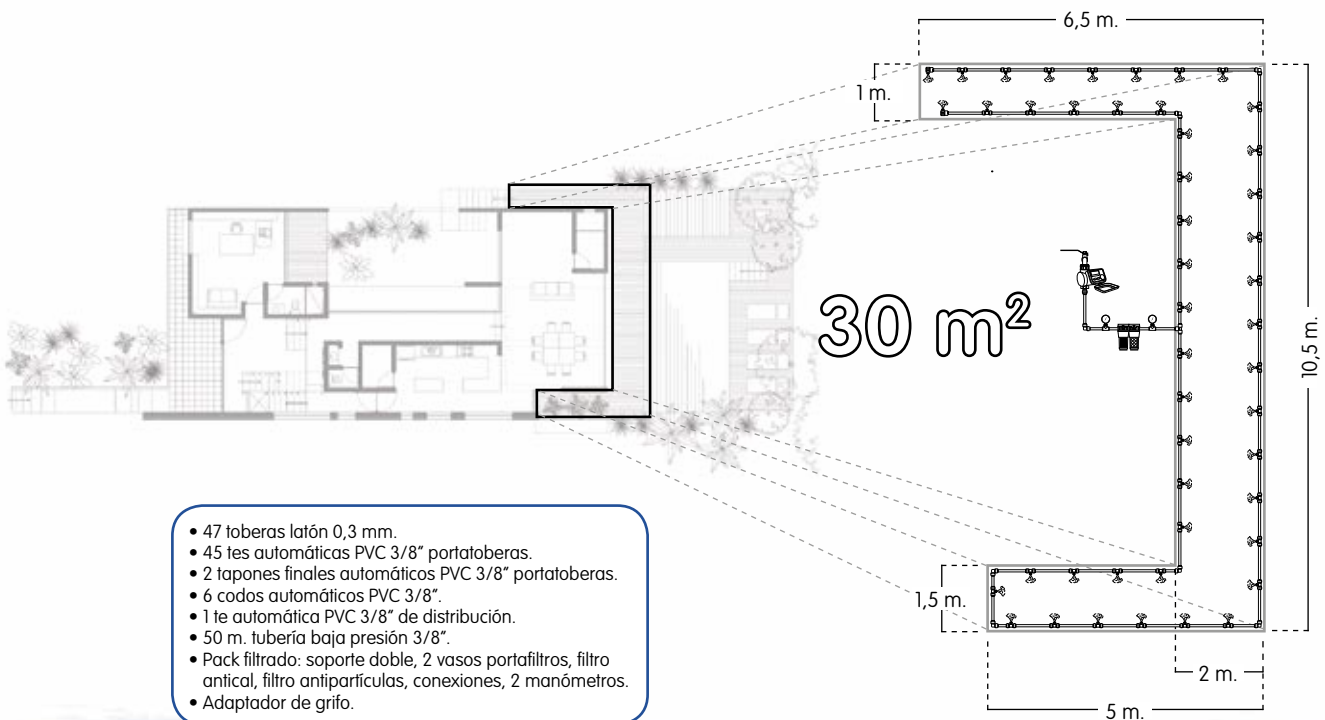 6,5 m.
1 m.
30 m²
10,5 m.
1,5 m.
2 m.
5 m.
• 47 toberas latón 0,3 mm.
• 45 tes automáticas PVC 3/8” portatoberas.
• 2 tapones finales automáticos PVC 3/8” portatoberas.
• 6 codos automáticos PVC 3/8”.
• 1 te automática PVC 3/8” de distribución.
• 50 m. tubería baja presión 3/8”.
• Pack filtrado: soporte doble, 2 vasos portafiltros, filtro
antical, filtro antipartículas, conexiones, 2 manómetros.
• Adaptador de grifo.